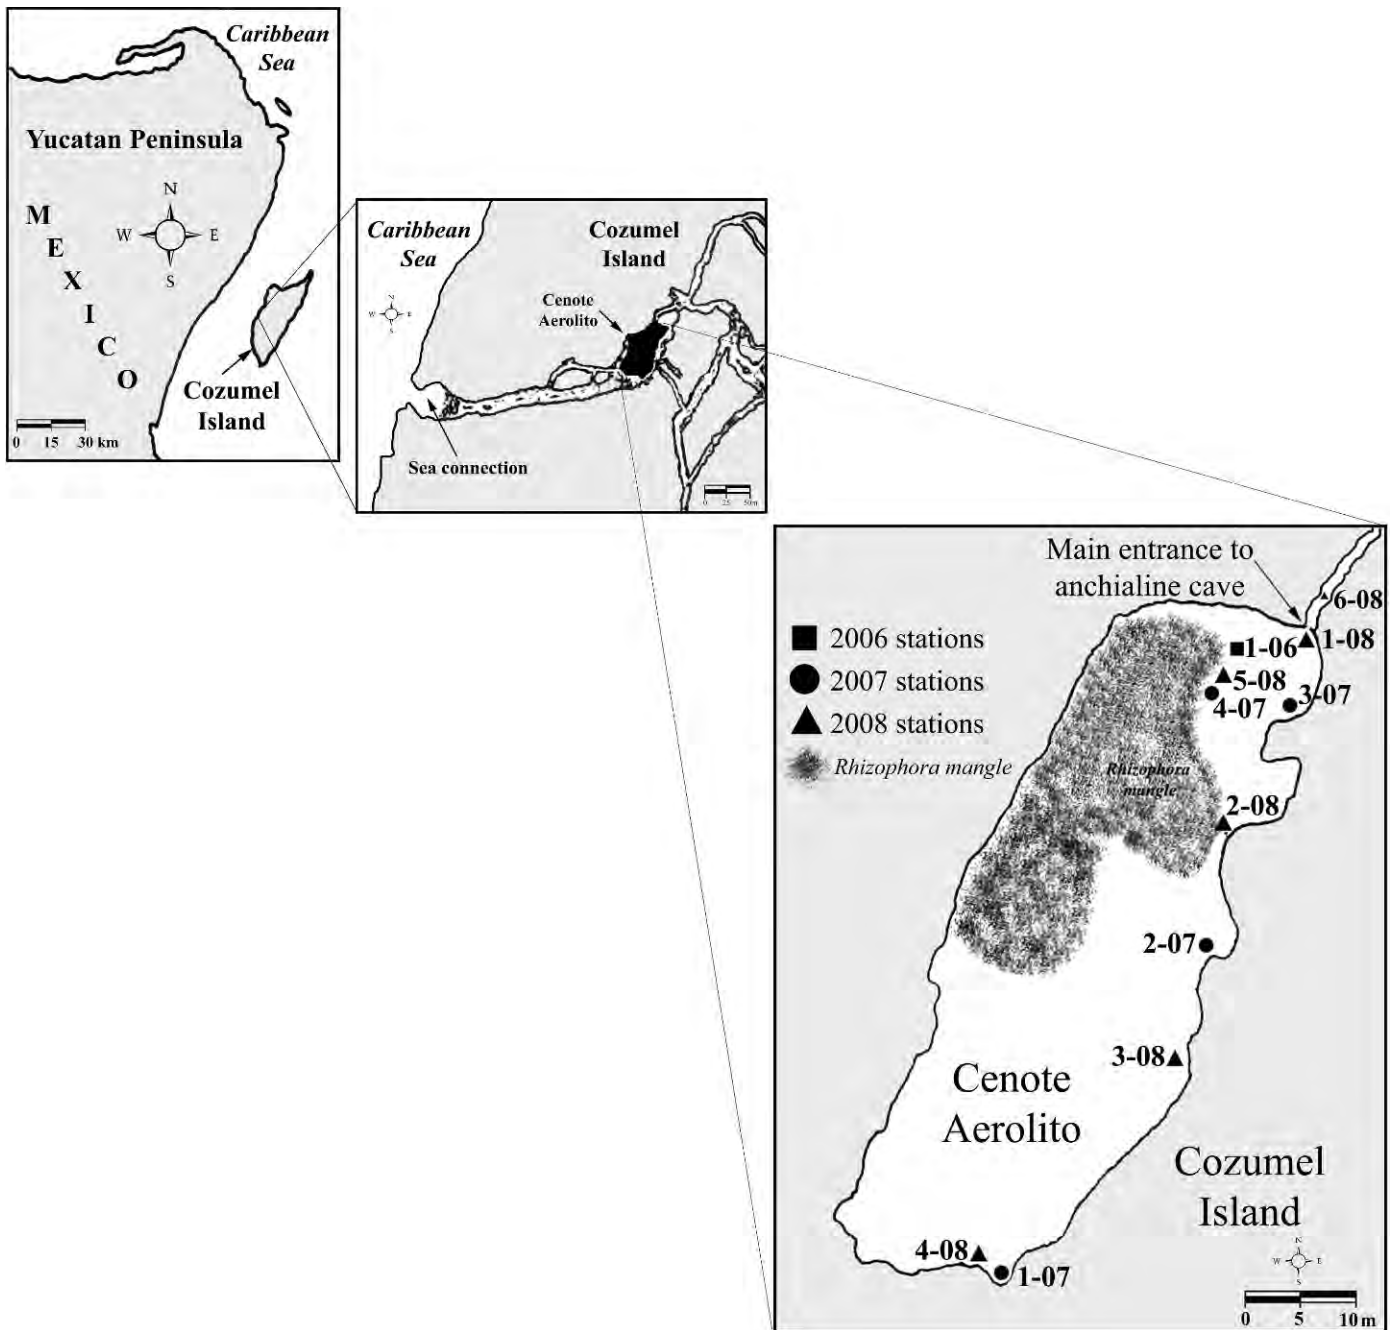 Caribbean
Sea
Yucatan Peninsula
N
W E
S
M
E
X
I
C
O
Cozumel
Island
0 15 30 km
Caribbean
Sea
Cozumel
Island
N
W E
S
Cenote
Aerolito
Sea connection
0 25 50m
Main entrance to
anchialine cave
6-08
2006 stations
1-06
1-08
2007 stations
5-08
3-07
4-07
2008 stations
Rhizophora mangle
Rhizophora
mangle
2-08
2-07
3-08
Cenote
Aerolito
Cozumel
Island
4-08
1-07
N
W E
S
0 5 10 m